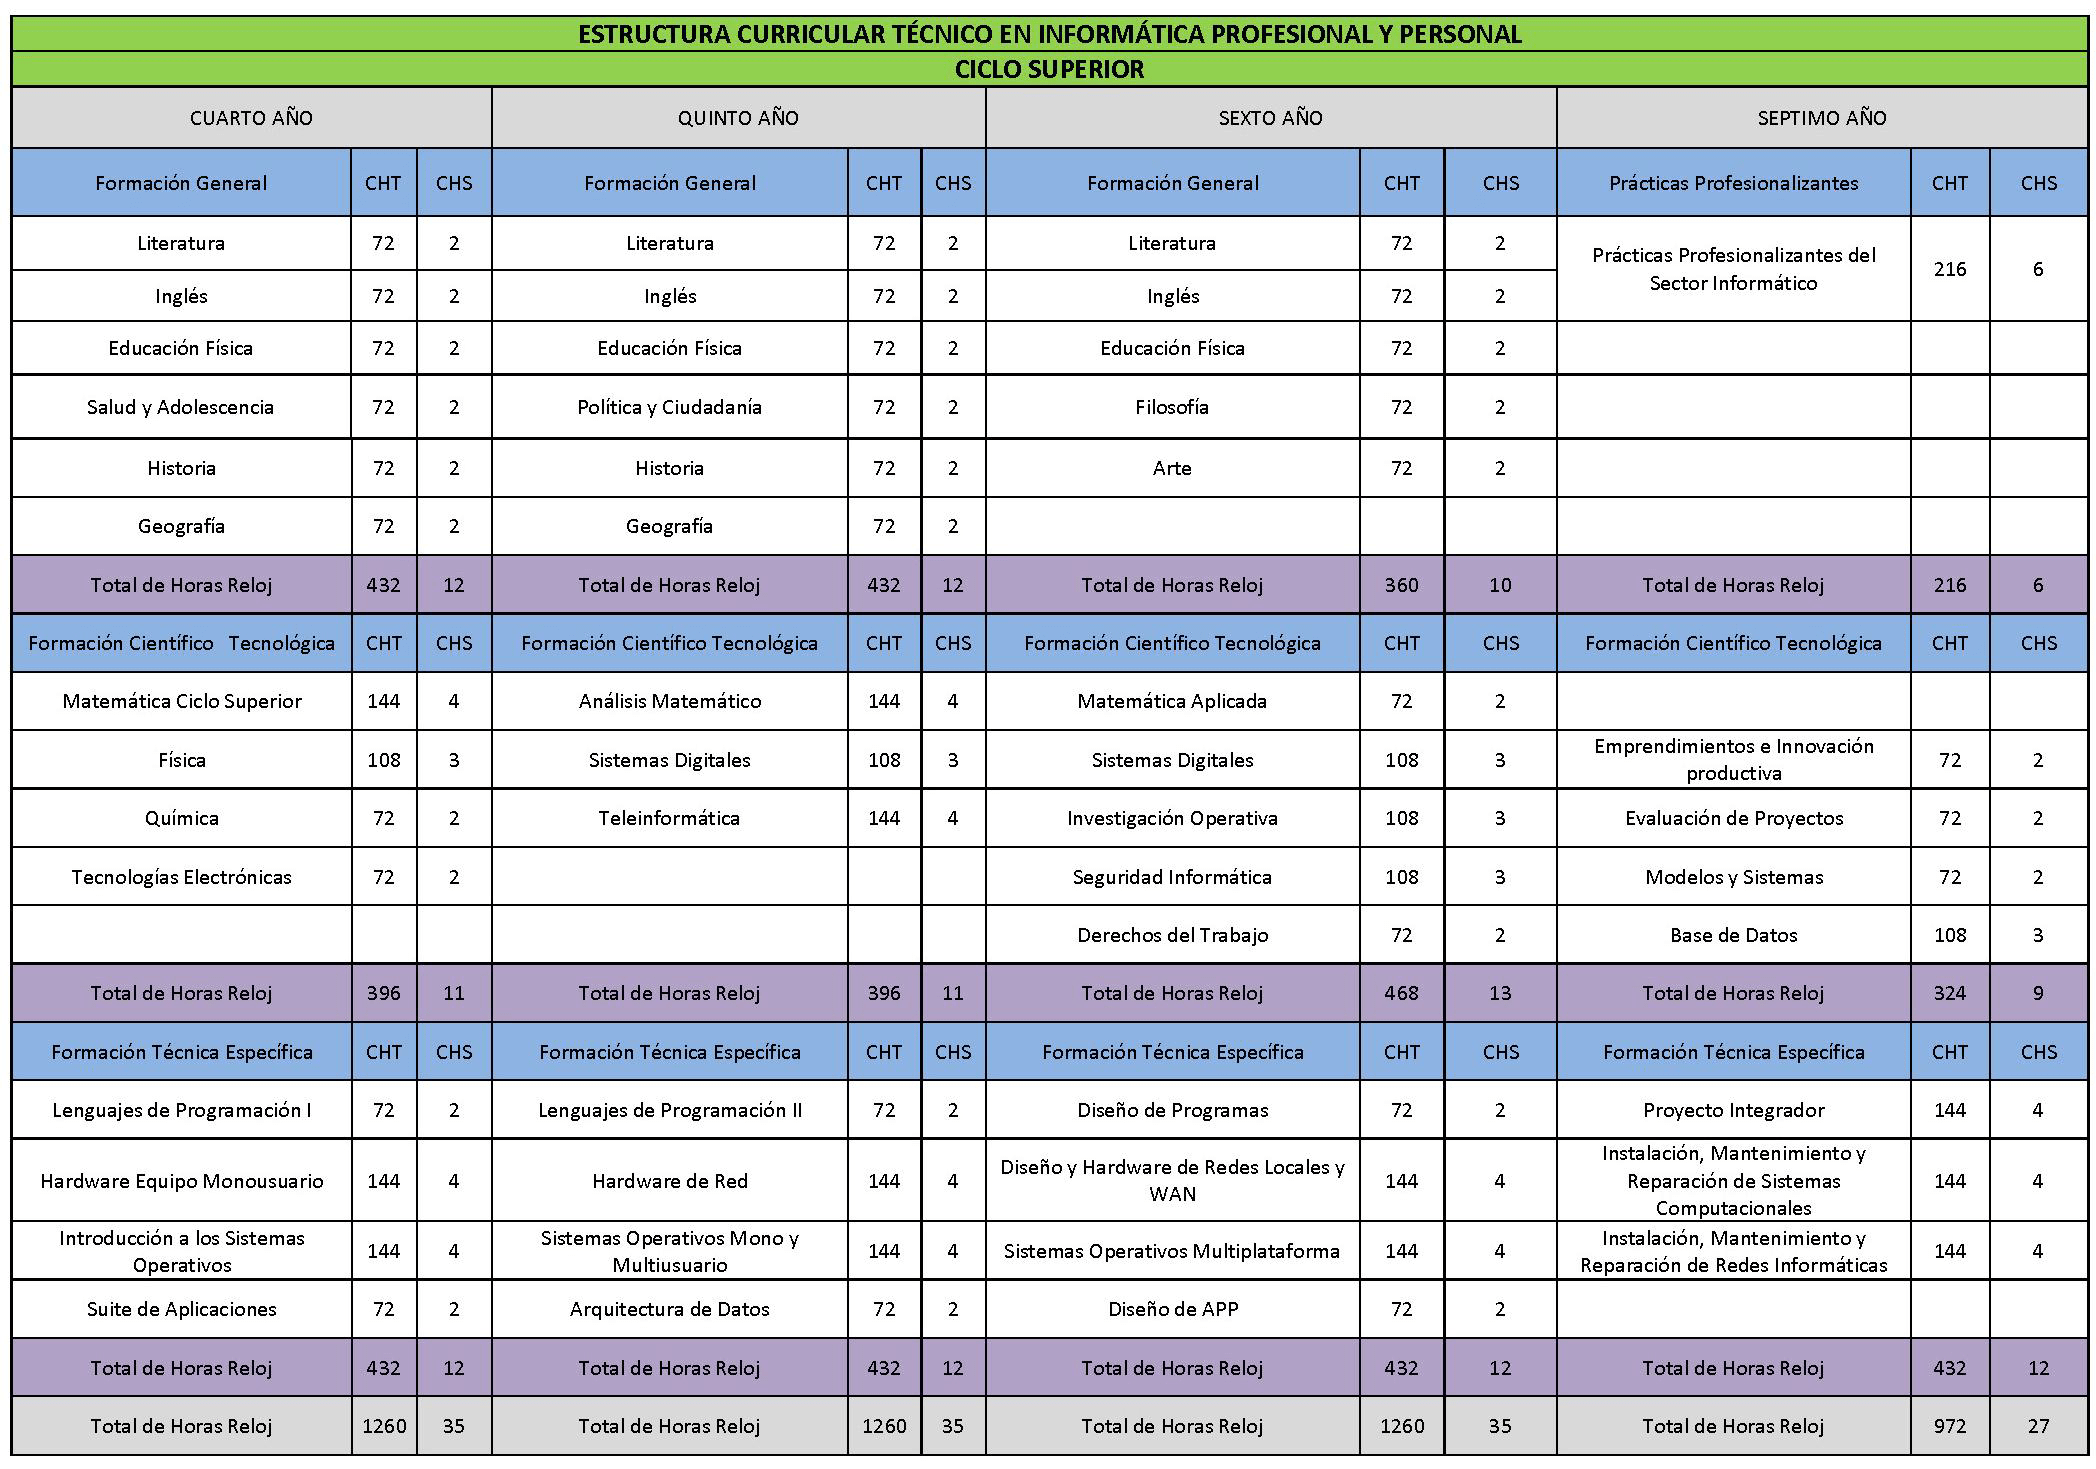 ESTRUCTURA CURRICULAR TÉCNICO EN INFORMÁTICA PROFESIONAL Y PERSONAL
CICLO SUPERIOR
CUARTO AÑO QUINTO AÑO SEXTO AÑO SEPTIMO AÑO
Formación General CHT CHS Formación General CHT CHS Formación General CHT CHS Prácticas Profesionalizantes CHT CHS
Literatura 72 2 Literatura 72 2 Literatura 72 2 Prácticas Profesionalizantes del
Sector Informático 216 6
Inglés 72 2 Inglés 72 2 Inglés 72 2
Educación Física 72 2 Educación Física 72 2 Educación Física 72 2
Salud y Adolescencia 72 2 Política y Ciudadanía 72 2 Filosofía 72 2
Historia 72 2 Historia 72 2 Arte 72 2
Geografía 72 2 Geografía 72 2
Total de Horas Reloj 432 12 Total de Horas Reloj 432 12 Total de Horas Reloj 360 10 Total de Horas Reloj 216 6
Formación Científico Tecnológica CHT CHS Formación Científico Tecnológica CHT CHS Formación Científico Tecnológica CHT CHS Formación Científico Tecnológica CHT CHS
Matemática Ciclo Superior 144 4 Análisis Matemático 144 4 Matemática Aplicada 72 2
Física 108 3 Sistemas Digitales 108 3 Sistemas Digitales 108 3 Emprendimientos e Innovación
productiva 72 2
Química 72 2 Teleinformática 144 4 Investigación Operativa 108 3 Evaluación de Proyectos 72 2
Tecnologías Electrónicas 72 2 Seguridad Informática 108 3 Modelos y Sistemas 72 2
Derechos del Trabajo 72 2 Base de Datos 108 3
Total de Horas Reloj 396 11 Total de Horas Reloj 396 11 Total de Horas Reloj 468 13 Total de Horas Reloj 324 9
Formación Técnica Específica CHT CHS Formación Técnica Específica CHT CHS Formación Técnica Específica CHT CHS Formación Técnica Específica CHT CHS
Lenguajes de Programación I 72 2 Lenguajes de Programación II 72 2 Diseño de Programas 72 2 Proyecto Integrador 144 4
Hardware Equipo Monousuario 144 4 Hardware de Red 144 4 Diseño y Hardware de Redes Locales y
WAN 144 4 Instalación, Mantenimiento y
Reparación de Sistemas
Computacionales 144 4
Introducción a los Sistemas
Operativos 144 4 Sistemas Operativos Mono y
Multiusuario 144 4 Sistemas Operativos Multiplataforma 144 4 Instalación, Mantenimiento y
Reparación de Redes Informáticas 144 4
Suite de Aplicaciones 72 2 Arquitectura de Datos 72 2 Diseño de APP 72 2
Total de Horas Reloj 432 12 Total de Horas Reloj 432 12 Total de Horas Reloj 432 12 Total de Horas Reloj 432 12
Total de Horas Reloj 1260 35 Total de Horas Reloj 1260 35 Total de Horas Reloj 1260 35 Total de Horas Reloj 972 27